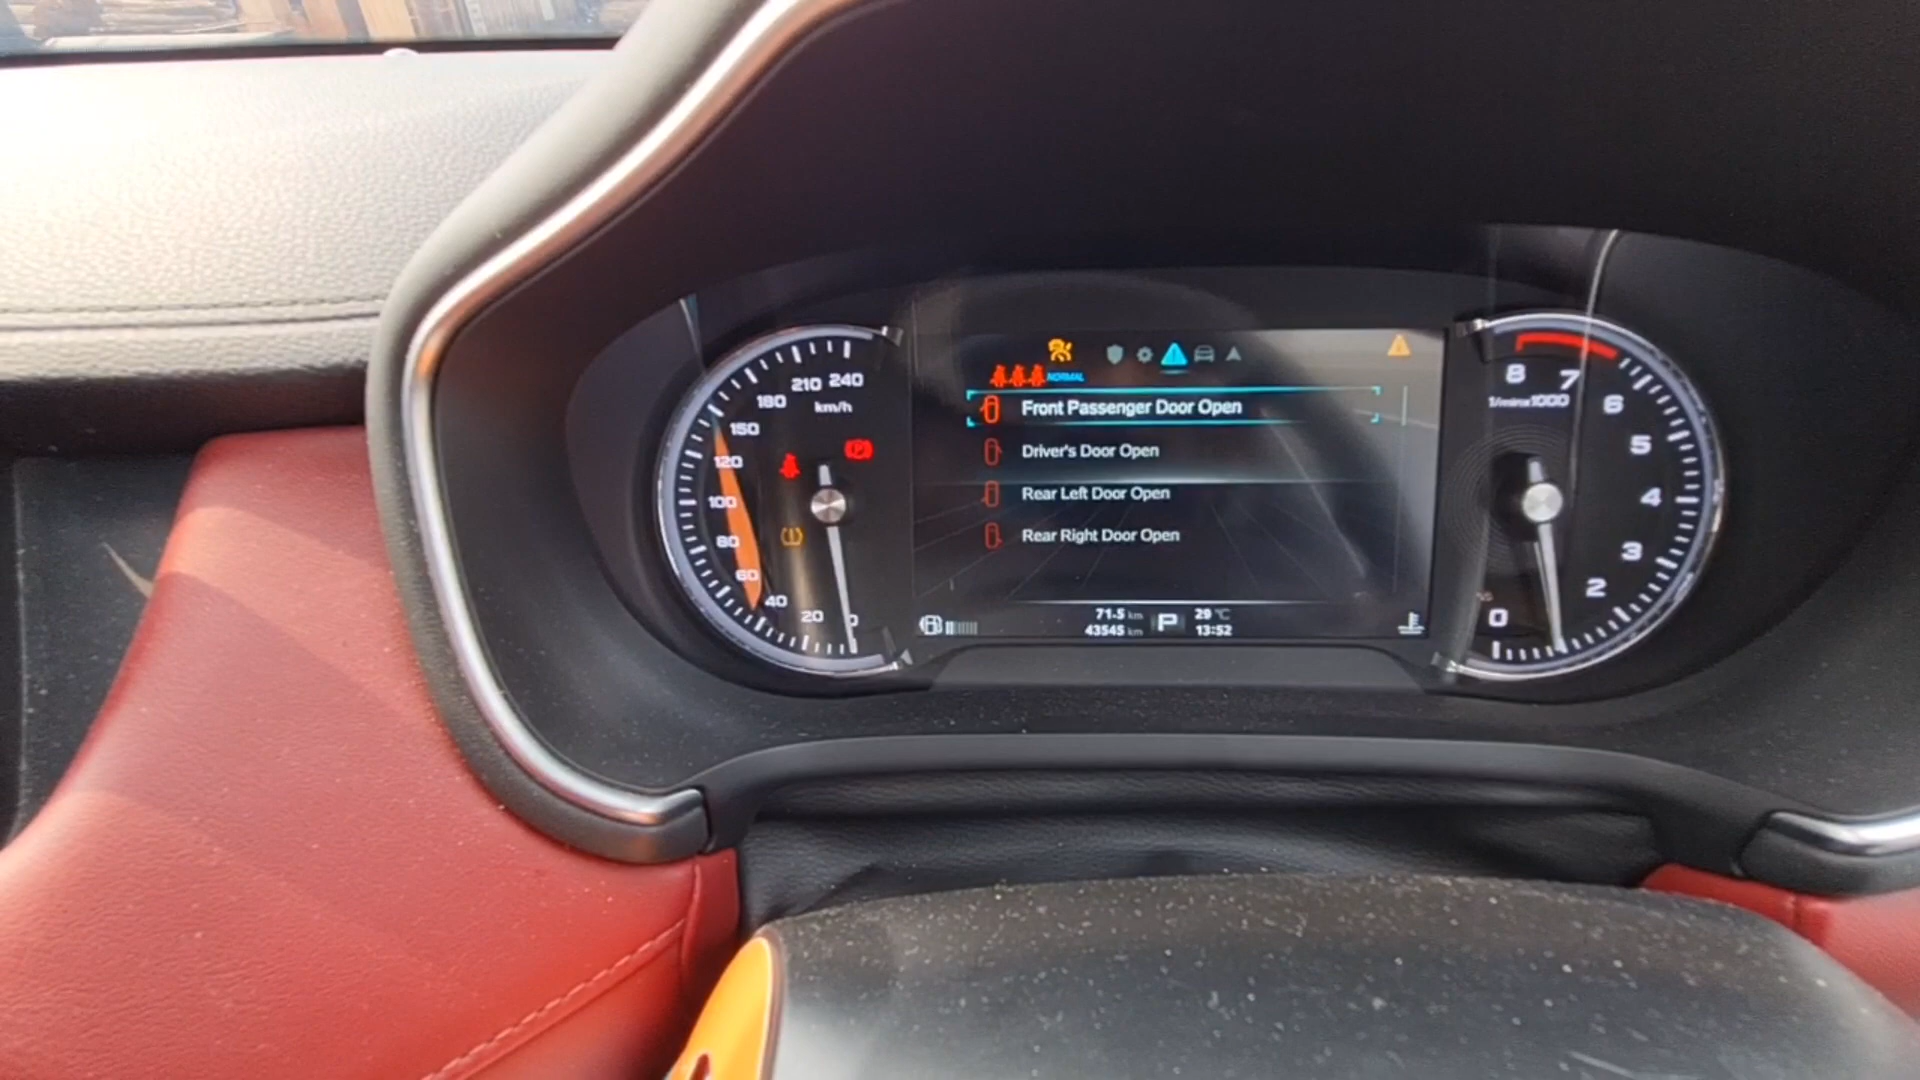 NORMAL
Front Passenger Door Open
Driver's Door Open
Rear Left Door Open
Rear Right Door Open
71.5 km
43545 km
P
29 °C
13:52
240
210
180
150
120
100
80
60
40
20
0
km/h
8
7
6
5
4
3
2
0
1/minx1000